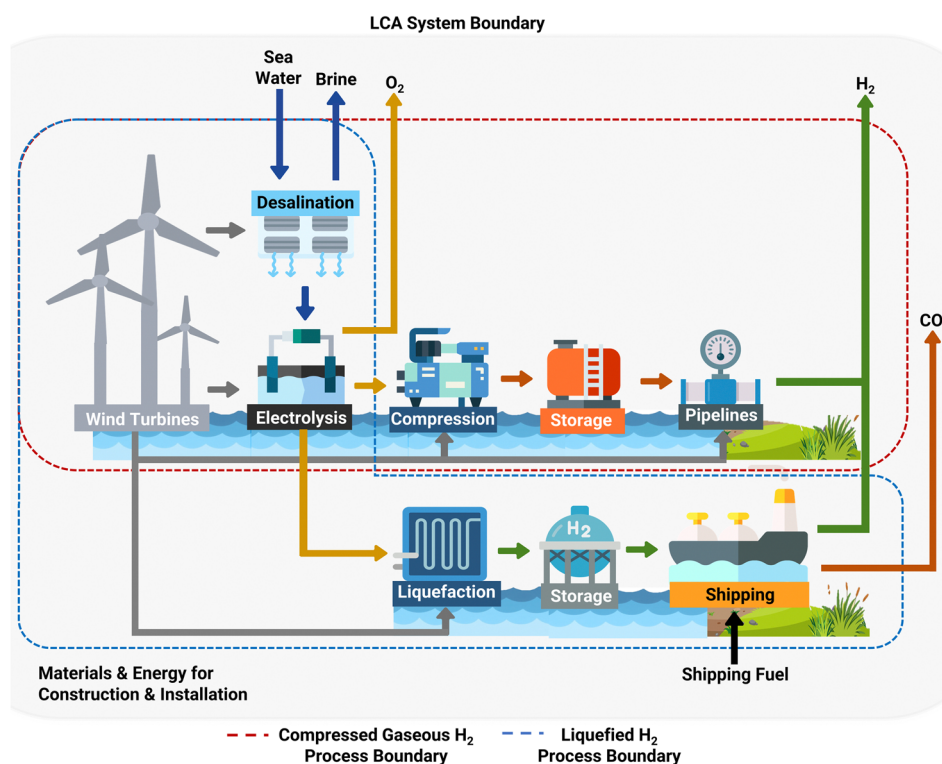 LCA System Boundary
Sea
Water
Brine
O₂
H₂
Desalination
CO
Wind Turbines
Electrolysis
Compression
Storage
Pipelines
H₂
Liquefaction
Storage
Shipping
Shipping Fuel
Materials & Energy for
Construction & Installation
Compressed Gaseous H₂
Process Boundary
Liquefied H₂
Process Boundary